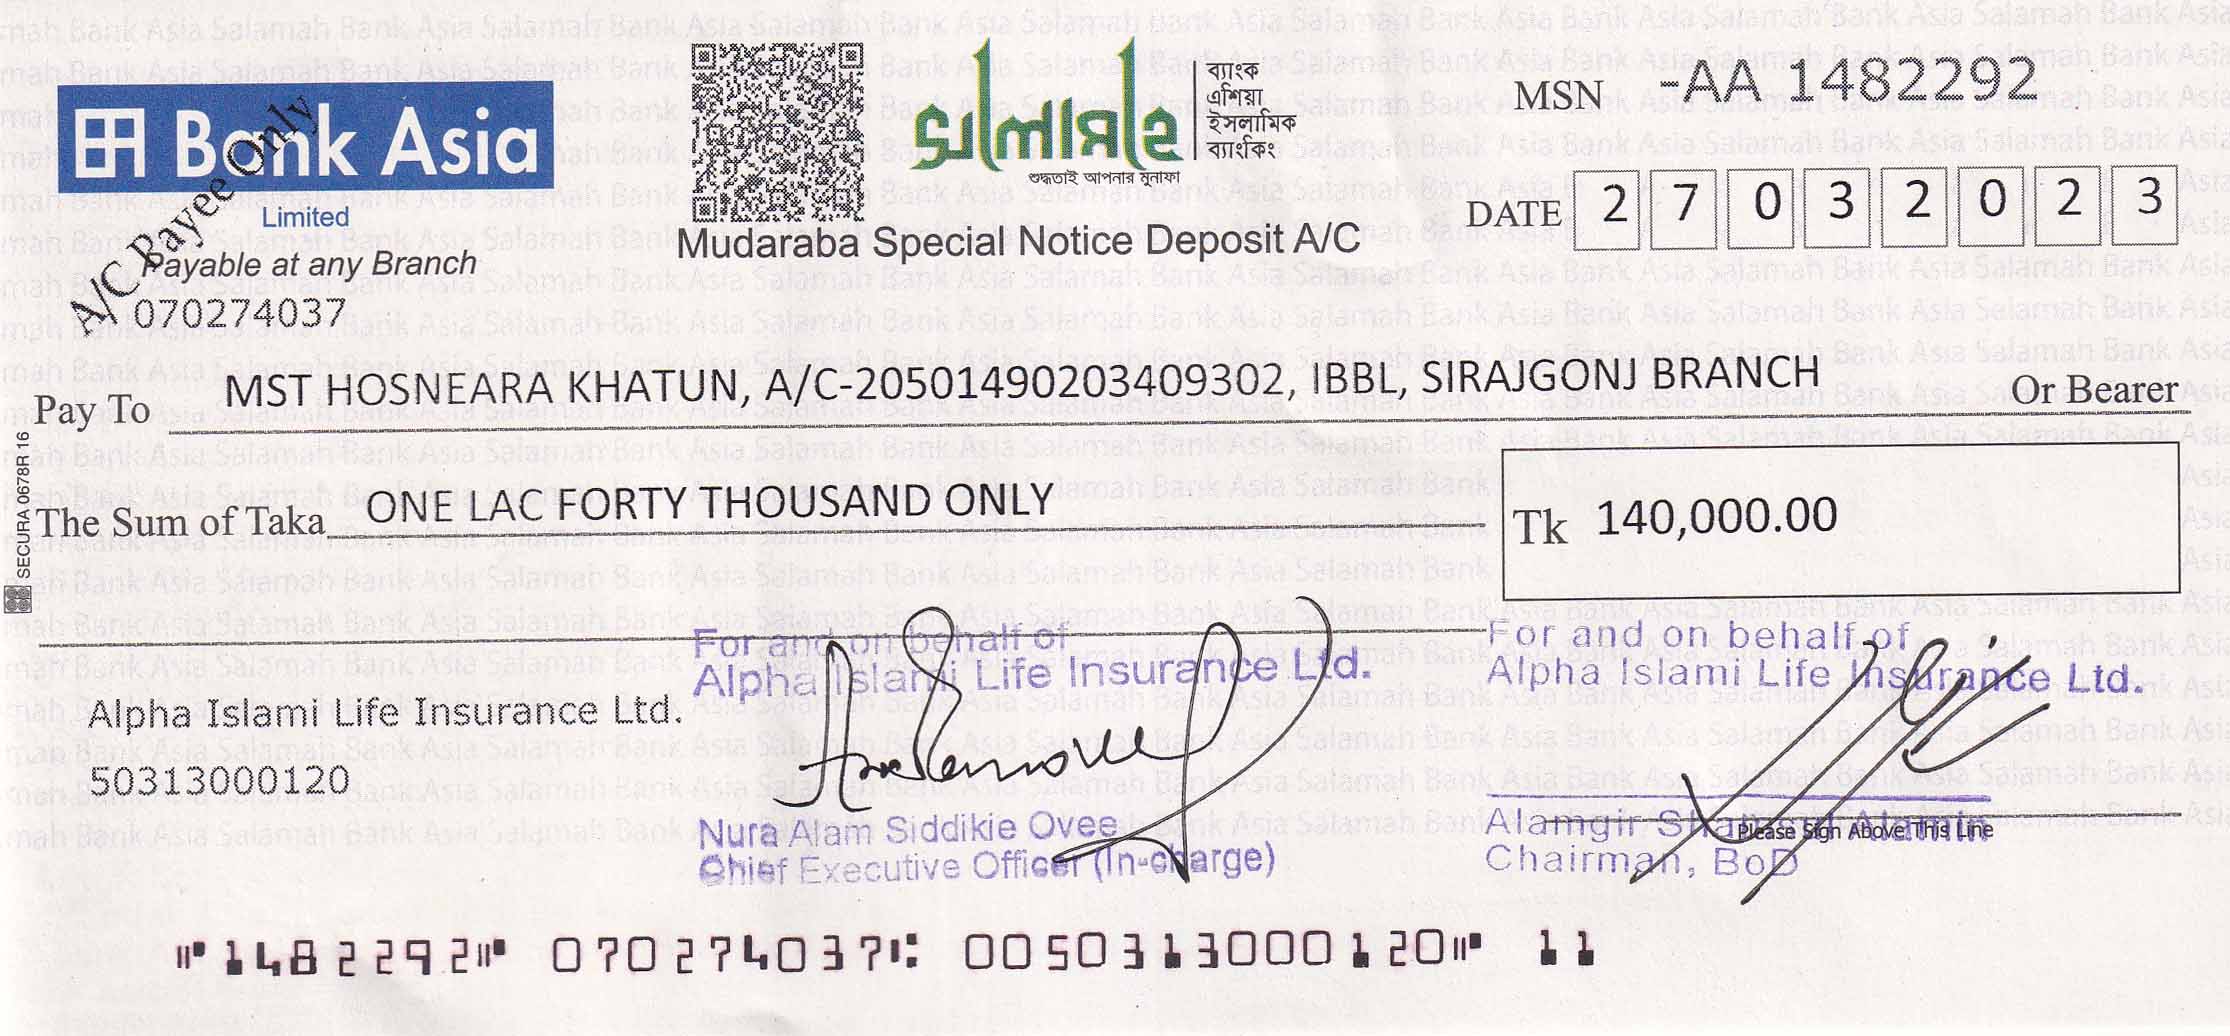 Bank Asia
Limited
Payable at any Branch
070274037
A/C Payee Only
সালামাহ
ব্যাংক
এশিয়া
ইসলামিক
ব্যাংকিং
শুদ্ধতাই আপনার মুনাফা
Mudaraba Special Notice Deposit A/C
MSN -AA 1482292
DATE 2 7 0 3 2 0 2 3
Pay To MST HOSNEARA KHATUN, A/C-20501490203409302, IBBL, SIRAJGONJ BRANCH Or Bearer
The Sum of Taka ONE LAC FORTY THOUSAND ONLY
Tk 140,000.00
SECURA 0678R 116
Alpha Islami Life Insurance Ltd.
50313000120
For and on behalf of
Alpha Islami Life Insurance Ltd.
Nura Alam Siddikie Ovee
Chief Executive Officer (In-charge)
For and on behalf of
Alpha Islami Life Insurance Ltd.
Alamgir Shamsul Alamin
Please Sign Above This Line
Chairman, BoD
⑈1482292⑈ 070274037⑆ 0050313000120⑈ 11